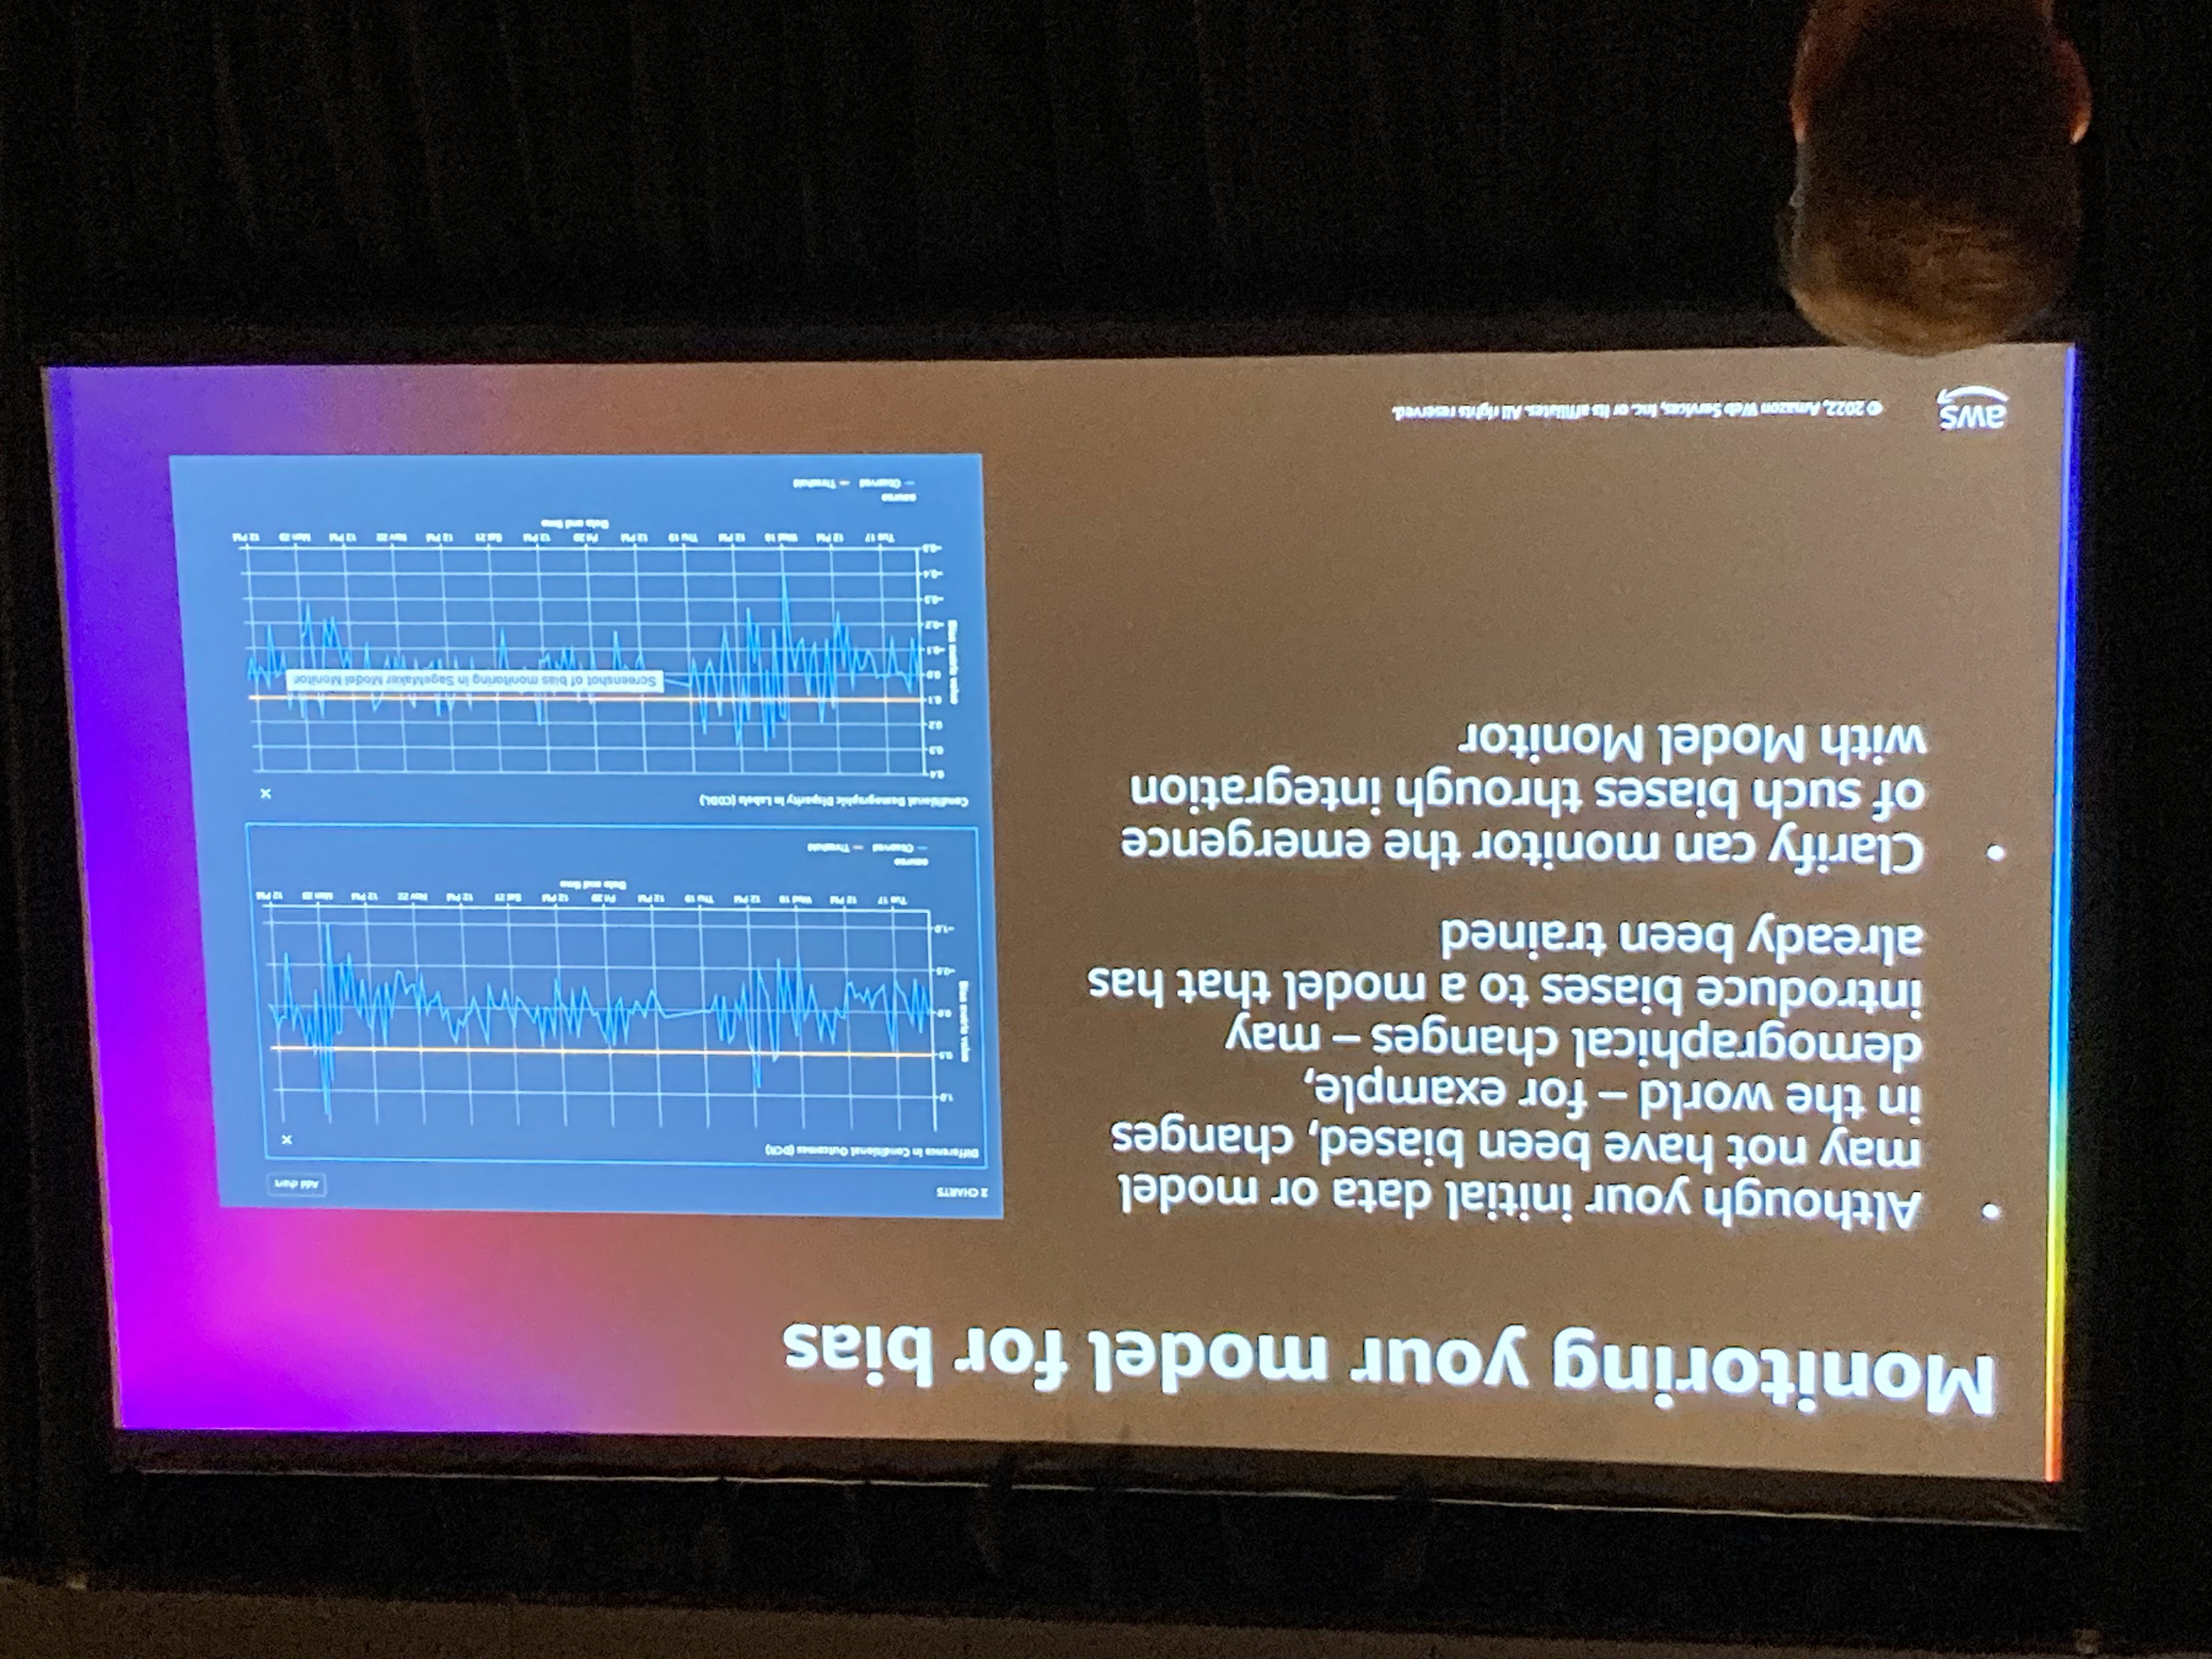 Monitoring your model for bias
• Although your initial data or model
may not have been biased, changes
in the world – for example,
demographical changes – may
introduce biases to a model that has
already been trained
• Clarify can monitor the emergence
of such biases through integration
with Model Monitor
2 CHARTS
Add chart
Difference in Conditional Outcomes (DCR)
Bias metric value
1.0
0.5
0.0
-0.5
-1.0
Tue 17 12 PM Wed 18 12 PM Thu 19 12 PM Fri 20 12 PM Sat 21 12 PM Nov 22 12 PM Mon 23 12 PM
Date and time
source
Observed Threshold
Conditional Demographic Disparity in Labels (CDDL)
Bias metric value
0.4
0.3
0.2
0.1
0.0
-0.1
-0.2
-0.3
-0.4
-0.5
Screenshot of bias monitoring in SageMaker Model Monitor
Tue 17 12 PM Wed 18 12 PM Thu 19 12 PM Fri 20 12 PM Sat 21 12 PM Nov 22 12 PM Mon 23 12 PM
Date and time
source
Observed Threshold
aws
© 2022, Amazon Web Services, Inc. or its affiliates. All rights reserved.